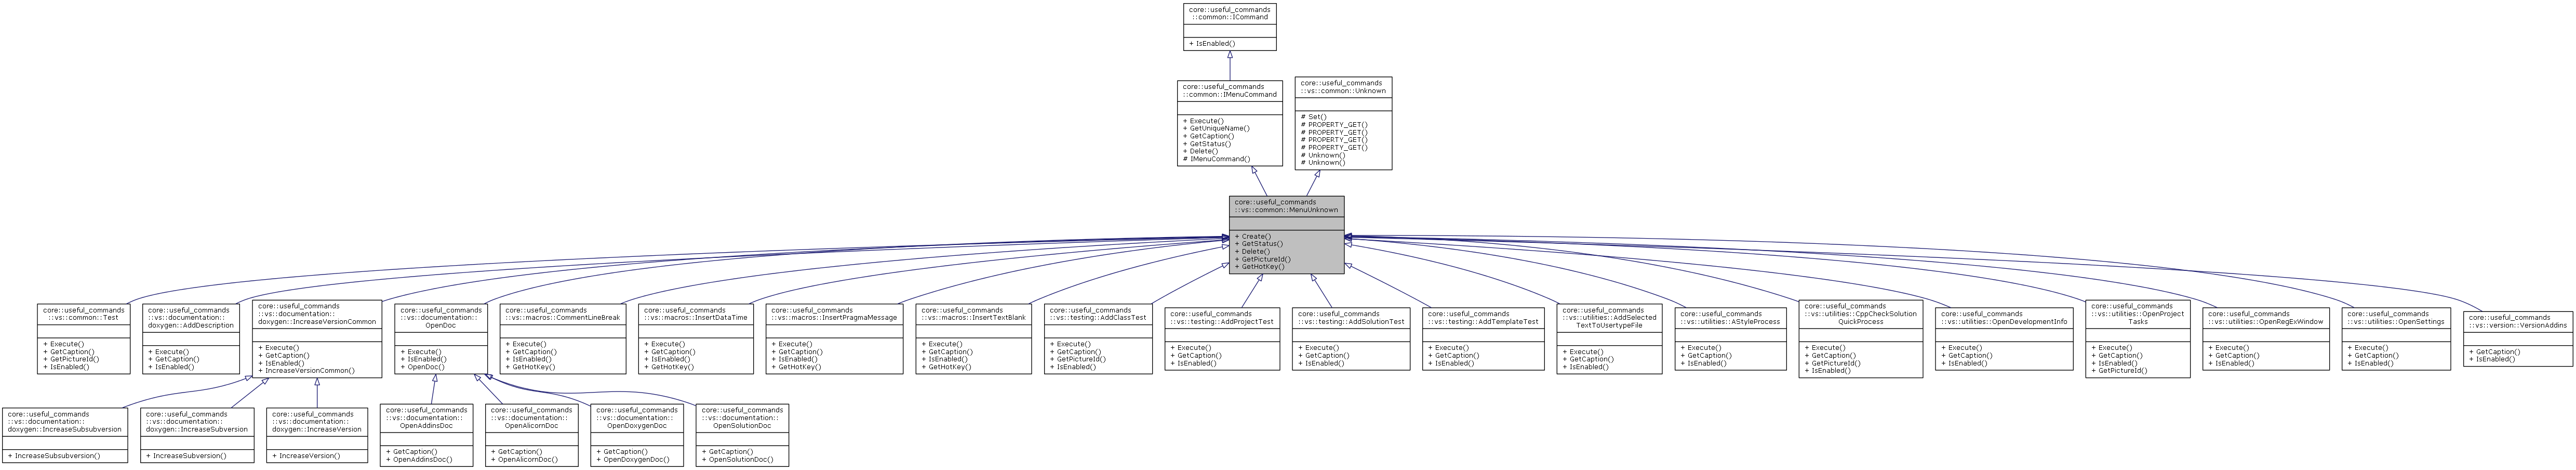 core::useful_commands
::common::ICommand
+ IsEnabled()
core::useful_commands
::common::IMenuCommand
+ Execute()
+ GetUniqueName()
+ GetCaption()
+ GetStatus()
+ Delete()
# IMenuCommand()
core::useful_commands
::vs::common::Unknown
# Set()
# PROPERTY_GET()
# PROPERTY_GET()
# PROPERTY_GET()
# PROPERTY_GET()
# Unknown()
# Unknown()
core::useful_commands
::vs::common::MenuUnknown
+ Create()
+ GetStatus()
+ Delete()
+ GetPictureId()
+ GetHotKey()
core::useful_commands
::vs::common::Test
+ Execute()
+ GetCaption()
+ GetPictureId()
+ IsEnabled()
core::useful_commands
::vs::documentation::
doxygen::AddDescription
+ Execute()
+ GetCaption()
+ IsEnabled()
core::useful_commands
::vs::documentation::
doxygen::IncreaseVersionCommon
+ Execute()
+ GetCaption()
+ IsEnabled()
+ IncreaseVersionCommon()
core::useful_commands
::vs::documentation::
OpenDoc
+ Execute()
+ IsEnabled()
+ OpenDoc()
core::useful_commands
::vs::macros::CommentLineBreak
+ Execute()
+ GetCaption()
+ IsEnabled()
+ GetHotKey()
core::useful_commands
::vs::macros::InsertDataTime
+ Execute()
+ GetCaption()
+ IsEnabled()
+ GetHotKey()
core::useful_commands
::vs::macros::InsertPragmaMessage
+ Execute()
+ GetCaption()
+ IsEnabled()
+ GetHotKey()
core::useful_commands
::vs::macros::InsertTextBlank
+ Execute()
+ GetCaption()
+ IsEnabled()
+ GetHotKey()
core::useful_commands
::vs::testing::AddClassTest
+ Execute()
+ GetCaption()
+ GetPictureId()
+ IsEnabled()
core::useful_commands
::vs::testing::AddProjectTest
+ Execute()
+ GetCaption()
+ IsEnabled()
core::useful_commands
::vs::testing::AddSolutionTest
+ Execute()
+ GetCaption()
+ IsEnabled()
core::useful_commands
::vs::testing::AddTemplateTest
+ Execute()
+ GetCaption()
+ IsEnabled()
core::useful_commands
::vs::utilities::AddSelected
TextToUsertypeFile
+ Execute()
+ GetCaption()
+ IsEnabled()
core::useful_commands
::vs::utilities::AStyleProcess
+ Execute()
+ GetCaption()
+ IsEnabled()
core::useful_commands
::vs::utilities::CppCheckSolution
QuickProcess
+ Execute()
+ GetCaption()
+ GetPictureId()
+ IsEnabled()
core::useful_commands
::vs::utilities::OpenDevelopmentInfo
+ Execute()
+ GetCaption()
+ IsEnabled()
core::useful_commands
::vs::utilities::OpenProject
Tasks
+ Execute()
+ GetCaption()
+ IsEnabled()
+ GetPictureId()
core::useful_commands
::vs::utilities::OpenRegExWindow
+ Execute()
+ GetCaption()
+ IsEnabled()
core::useful_commands
::vs::utilities::OpenSettings
+ Execute()
+ GetCaption()
+ IsEnabled()
core::useful_commands
::vs::version::VersionAddins
+ GetCaption()
+ IsEnabled()
core::useful_commands
::vs::documentation::
doxygen::IncreaseSubsubversion
+ IncreaseSubsubversion()
core::useful_commands
::vs::documentation::
doxygen::IncreaseSubversion
+ IncreaseSubversion()
core::useful_commands
::vs::documentation::
doxygen::IncreaseVersion
+ IncreaseVersion()
core::useful_commands
::vs::documentation::
OpenAddinsDoc
+ GetCaption()
+ OpenAddinsDoc()
core::useful_commands
::vs::documentation::
OpenAlicornDoc
+ GetCaption()
+ OpenAlicornDoc()
core::useful_commands
::vs::documentation::
OpenDoxygenDoc
+ GetCaption()
+ OpenDoxygenDoc()
core::useful_commands
::vs::documentation::
OpenSolutionDoc
+ GetCaption()
+ OpenSolutionDoc()